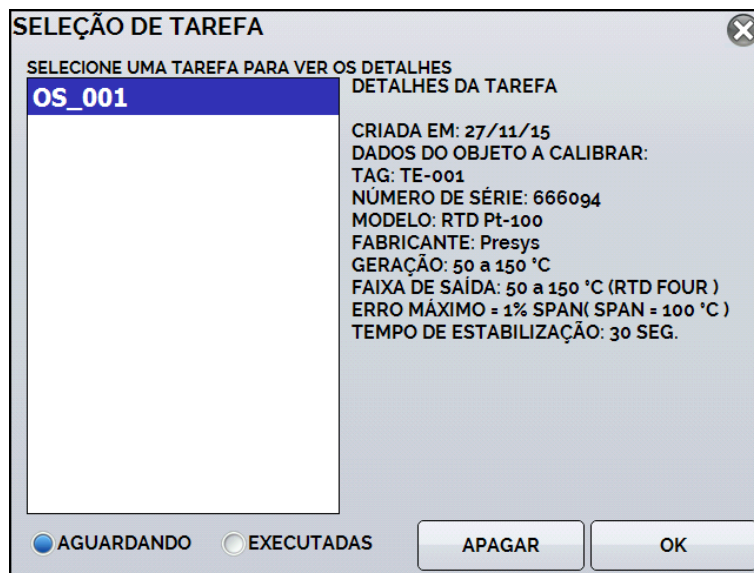 SELEÇÃO DE TAREFA
SELECIONE UMA TAREFA PARA VER OS DETALHES
OS_001
DETALHES DA TAREFA
CRIADA EM: 27/11/15
DADOS DO OBJETO A CALIBRAR:
TAG: TE-001
NÚMERO DE SÉRIE: 666094
MODELO: RTD Pt-100
FABRICANTE: Presys
GERAÇÃO: 50 a 150 °C
FAIXA DE SAÍDA: 50 a 150 °C (RTD FOUR )
ERRO MÁXIMO = 1% SPAN( SPAN = 100 °C )
TEMPO DE ESTABILIZAÇÃO: 30 SEG.
AGUARDANDO
EXECUTADAS
APAGAR
OK